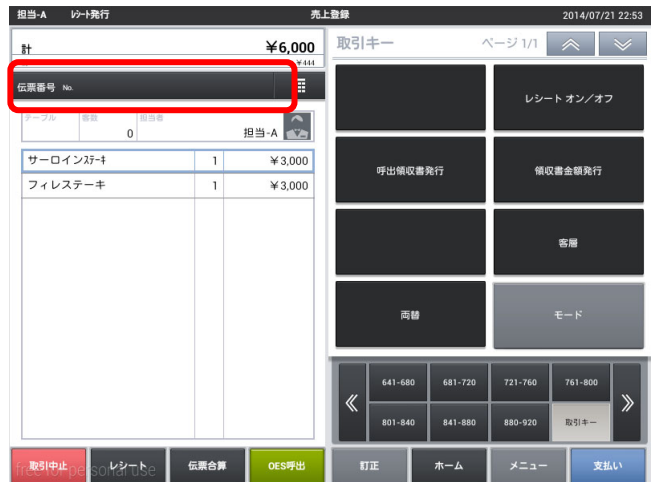 担当-A ﾚｼｰﾄ発行 売上登録 2014/07/21 22:53
計 ¥6,000
¥444
伝票番号 No.
テーブル 客数 担当者
0 担当-A
サーロインｽﾃｰｷ 1 ¥3,000
フィレステーキ 1 ¥3,000
取引キー ページ 1/1
レシート オン／オフ
呼出領収書発行 領収書金額発行
客層
両替 モード
641-680 681-720 721-760 761-800
801-840 841-880 880-920 取引キー
取引中止 レシート 伝票合算 OES呼出 訂正 ホーム メニュー 支払い
free for personal use